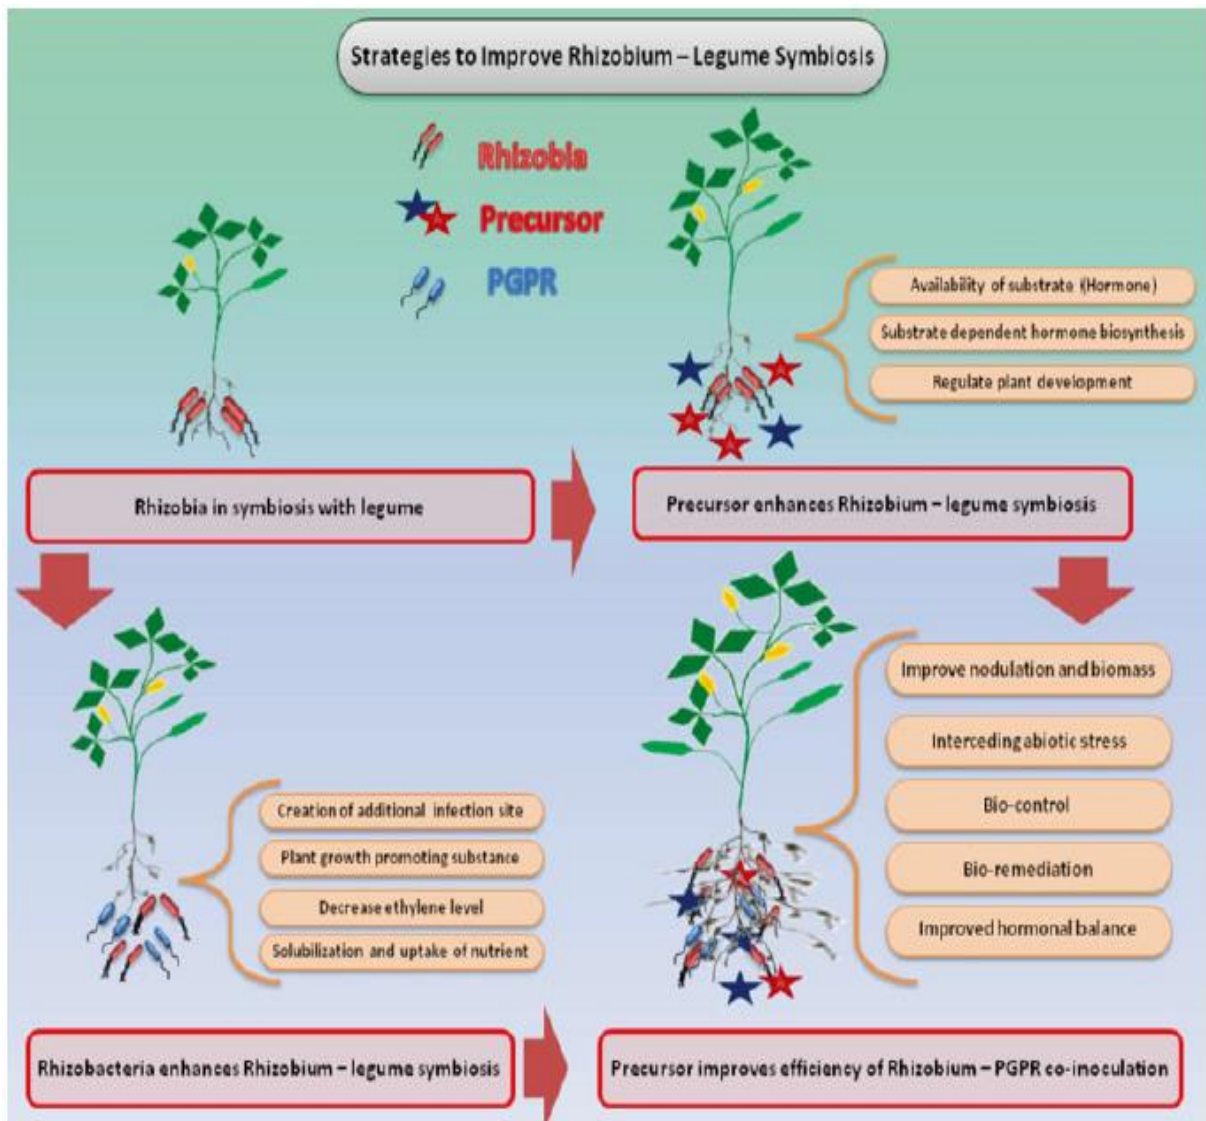 Strategies to Improve Rhizobium – Legume Symbiosis
Rhizobia
Precursor
PGPR
Availability of substrate (Hormone)
Substrate dependent hormone biosynthesis
Regulate plant development
Rhizobia in symbiosis with legume
Precursor enhances Rhizobium – legume symbiosis
Creation of additional infection site
Plant growth promoting substance
Decrease ethylene level
Solubilization and uptake of nutrient
Improve nodulation and biomass
Interceding abiotic stress
Bio-control
Bio-remediation
Improved hormonal balance
Rhizobacteria enhances Rhizobium – legume symbiosis
Precursor improves efficiency of Rhizobium – PGPR co-inoculation